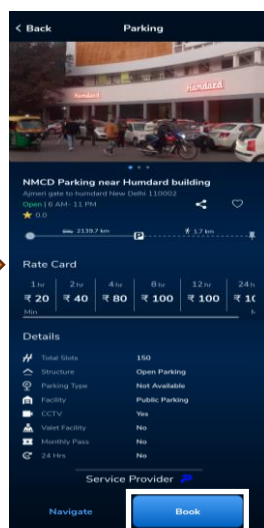 < Back Parking
Hamdard
Hamdard
NMCD Parking near Humdard building
Ajmeri gate to humdard New Delhi 110002
Open | 6 AM- 11 PM
0.0
2139.7 km P 1.7 km
Rate Card
1 hr 2 hr 4 hr 8 hr 12 hr 24 h
₹ 20 ₹ 40 ₹ 80 ₹ 100 ₹ 100 ₹ 10
Min M
Details
Total Slots 150
Structure Open Parking
Parking Type Not Available
Facility Public Parking
CCTV Yes
Valet Facility No
Monthly Pass No
24 Hrs No
Service Provider
Navigate Book